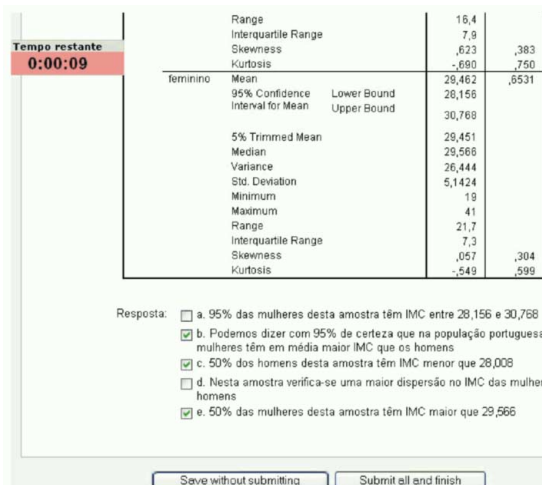 Range 16,4
Interquartile Range 7,9
Tempo restante
0:00:09
Skewness ,623 ,383
Kurtosis -,690 ,750
feminino Mean 29,462 ,6531
95% Confidence Interval for Mean Lower Bound 28,156
Upper Bound 30,768
5% Trimmed Mean 29,451
Median 29,566
Variance 26,444
Std. Deviation 5,1424
Minimum 19
Maximum 41
Range 21,7
Interquartile Range 7,3
Skewness ,057 ,304
Kurtosis -,549 ,599
Resposta: a. 95% das mulheres desta amostra têm IMC entre 28,156 e 30,768
b. Podemos dizer com 95% de certeza que na população portuguesa
mulheres têm em média maior IMC que os homens
c. 50% dos homens desta amostra têm IMC menor que 28,008
d. Nesta amostra verifica-se uma maior dispersão no IMC das mulhe
homens
e. 50% das mulheres desta amostra têm IMC maior que 29,566
Save without submitting Submit all and finish